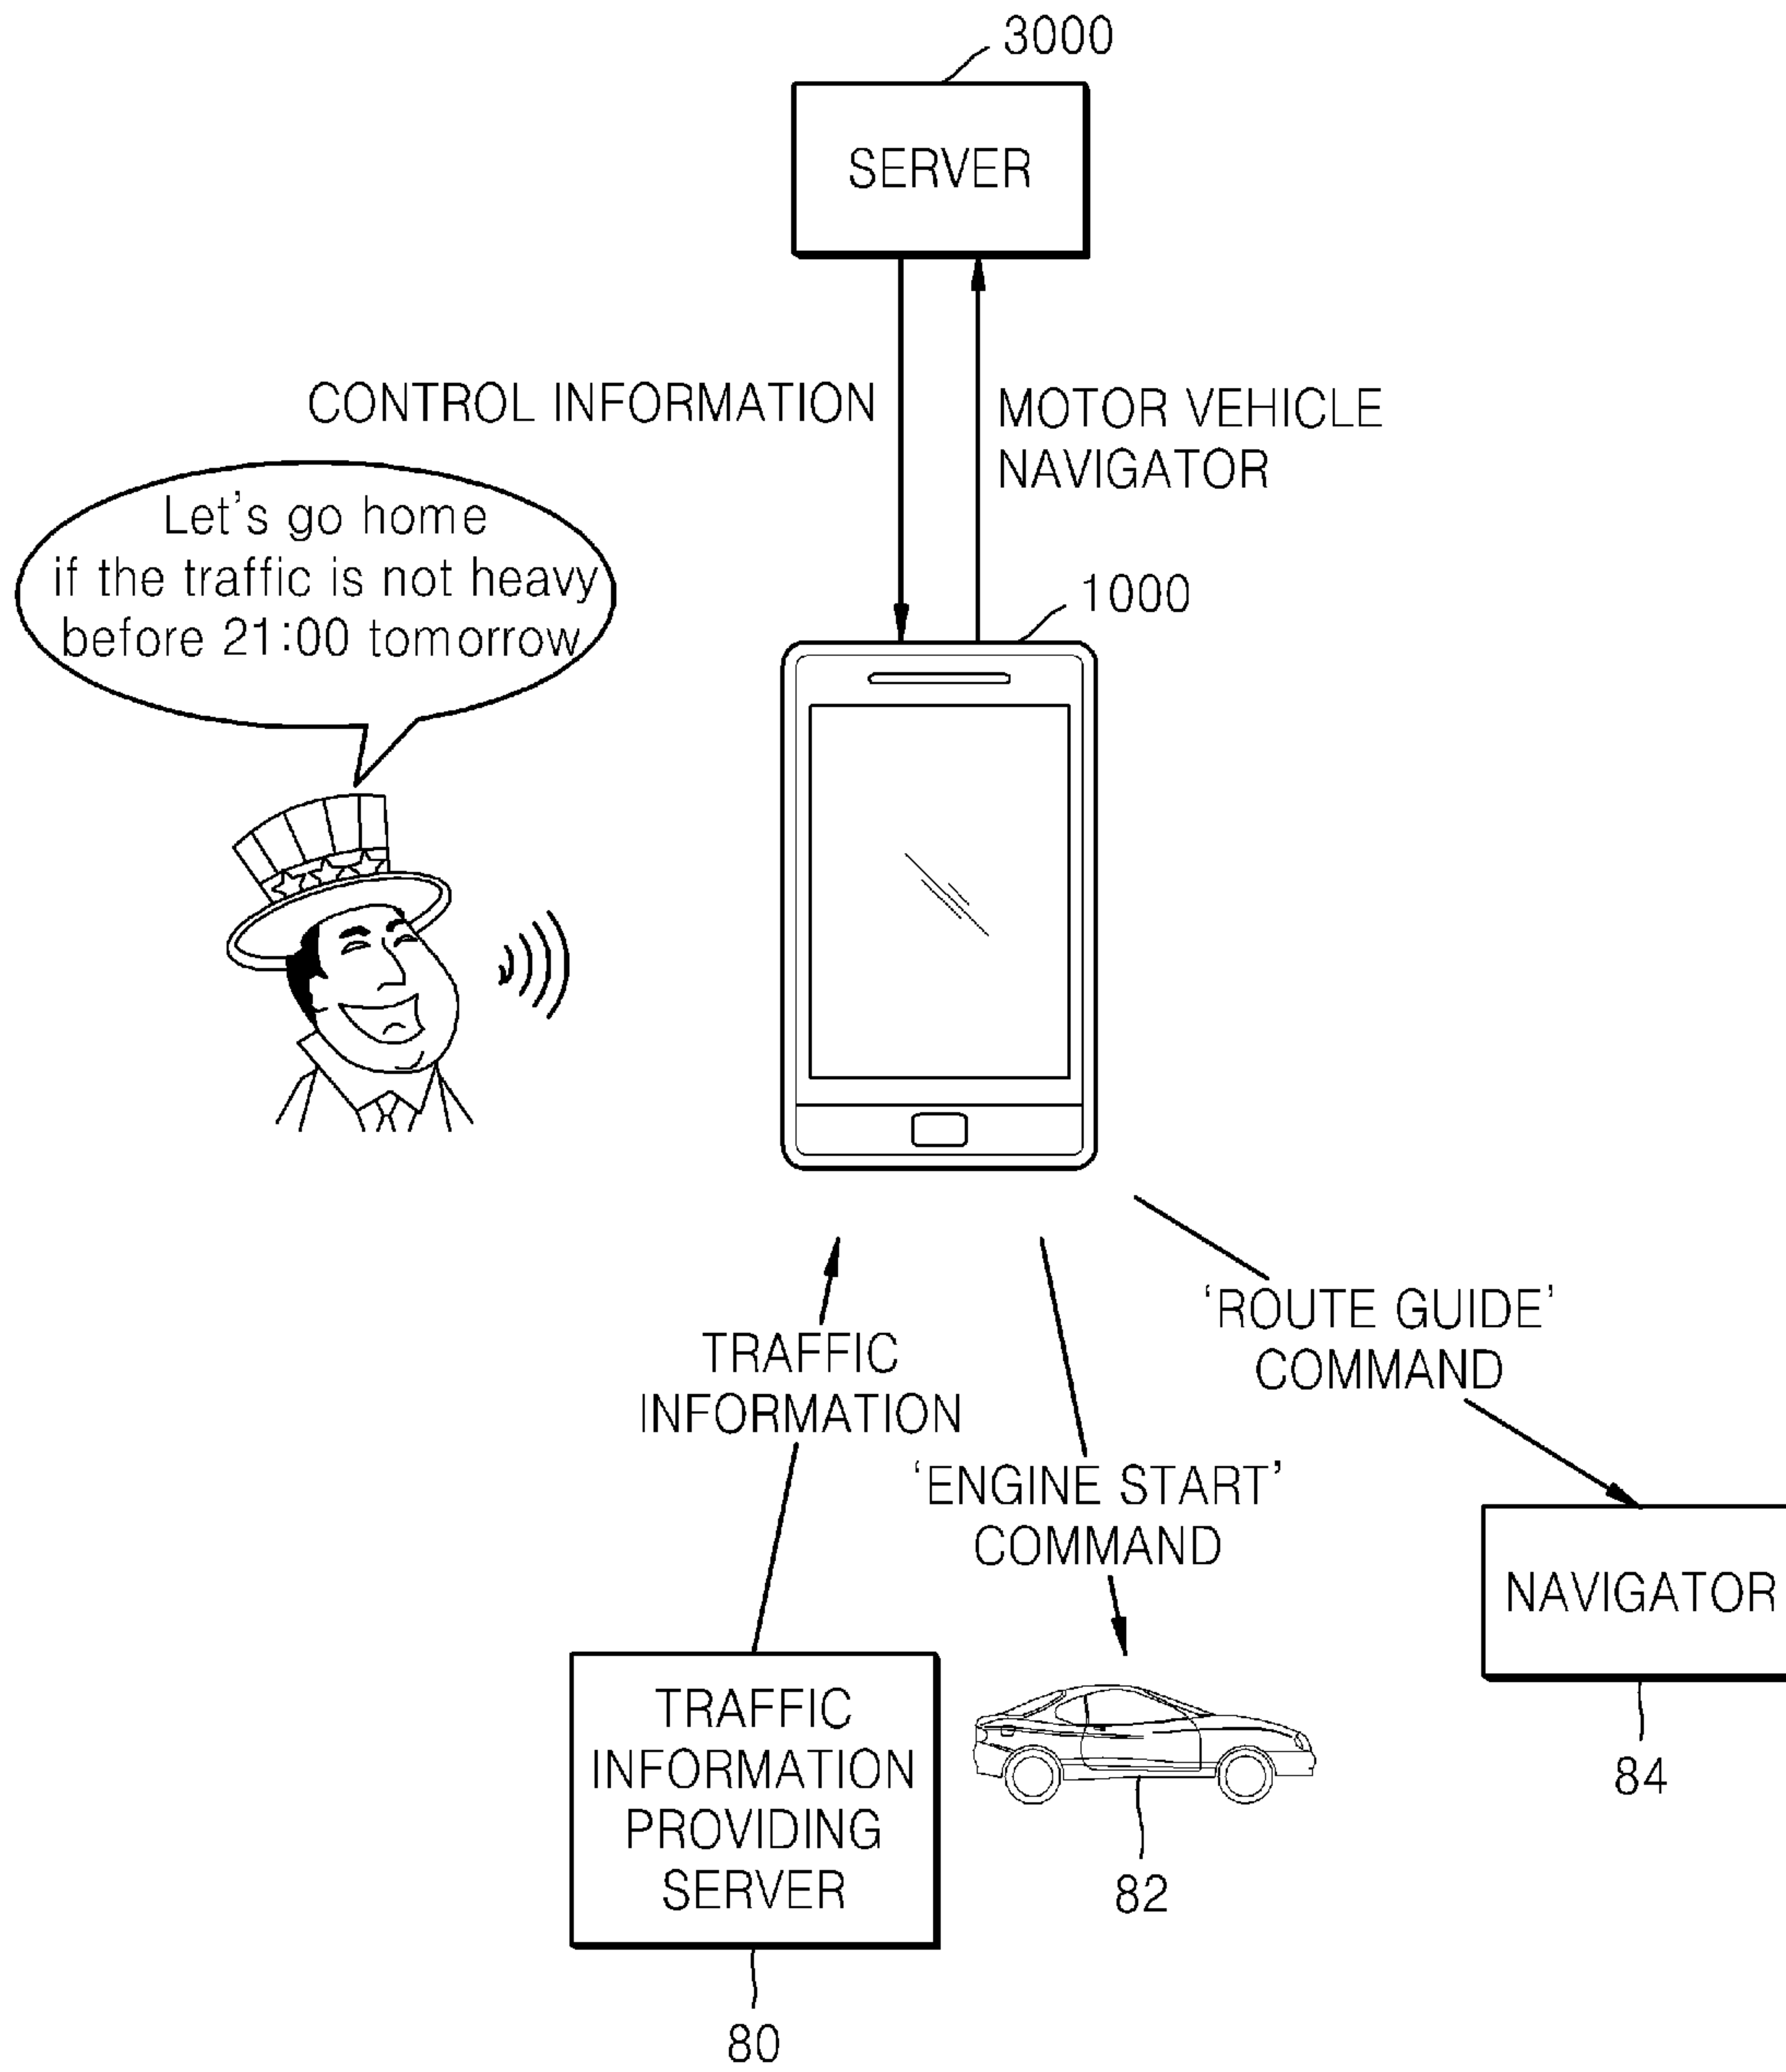 3000
SERVER
CONTROL INFORMATION
MOTOR VEHICLE
NAVIGATOR
Let's go home
if the traffic is not heavy
before 21:00 tomorrow
1000
'ROUTE GUIDE'
COMMAND
TRAFFIC
INFORMATION
'ENGINE START'
COMMAND
NAVIGATOR
84
TRAFFIC
INFORMATION
PROVIDING
SERVER
82
80